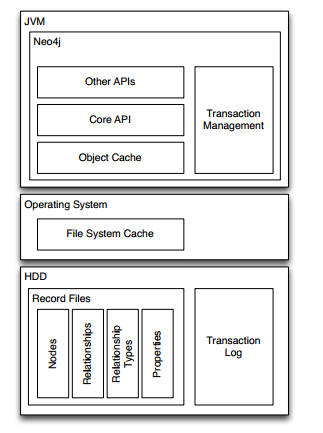 JVM
Neo4j
Other APIs
Core API
Object Cache
Transaction
Management
Operating System
File System Cache
HDD
Record Files
Nodes
Relationships
Relationship
Types
Properties
Transaction
Log